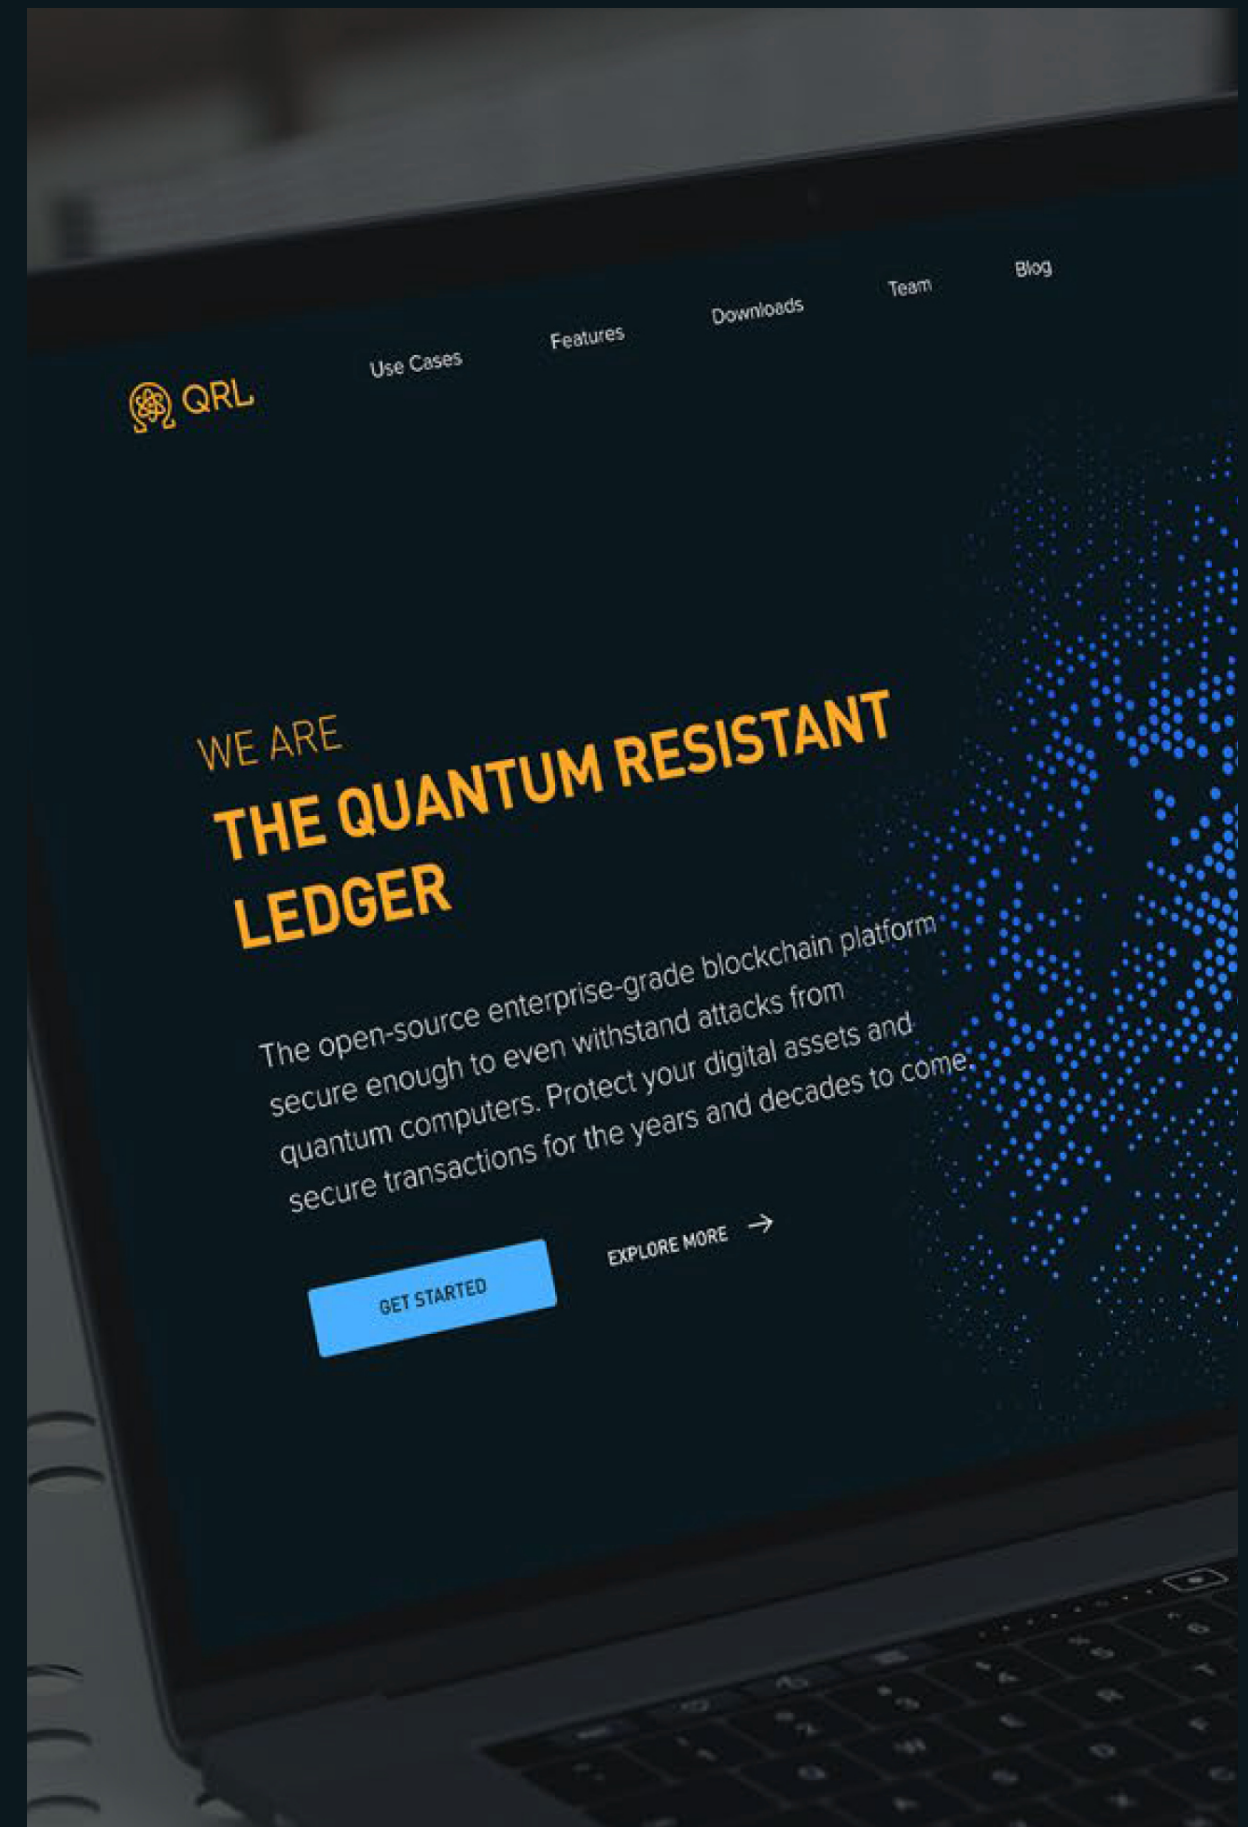 QRL
Use Cases
Features
Downloads
Team
Blog
WE ARE
THE QUANTUM RESISTANT
LEDGER
The open-source enterprise-grade blockchain platform
secure enough to even withstand attacks from
quantum computers. Protect your digital assets and
secure transactions for the years and decades to come.
GET STARTED
EXPLORE MORE →